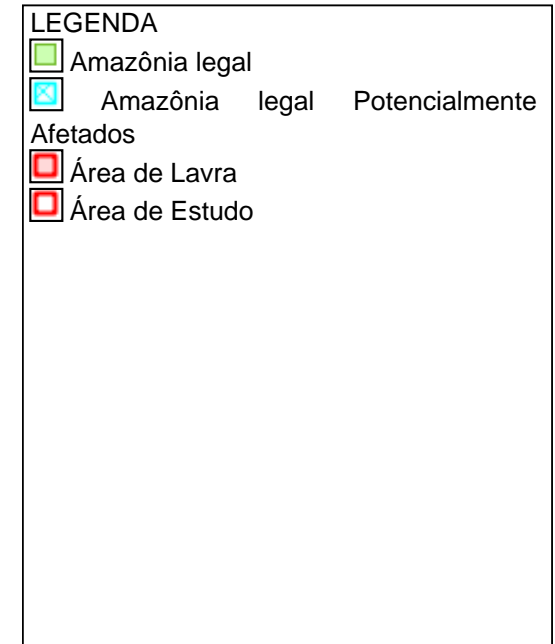 LEGENDA
Amazônia legal
Amazônia legal Potencialmente
Afetados
Área de Lavra
Área de Estudo